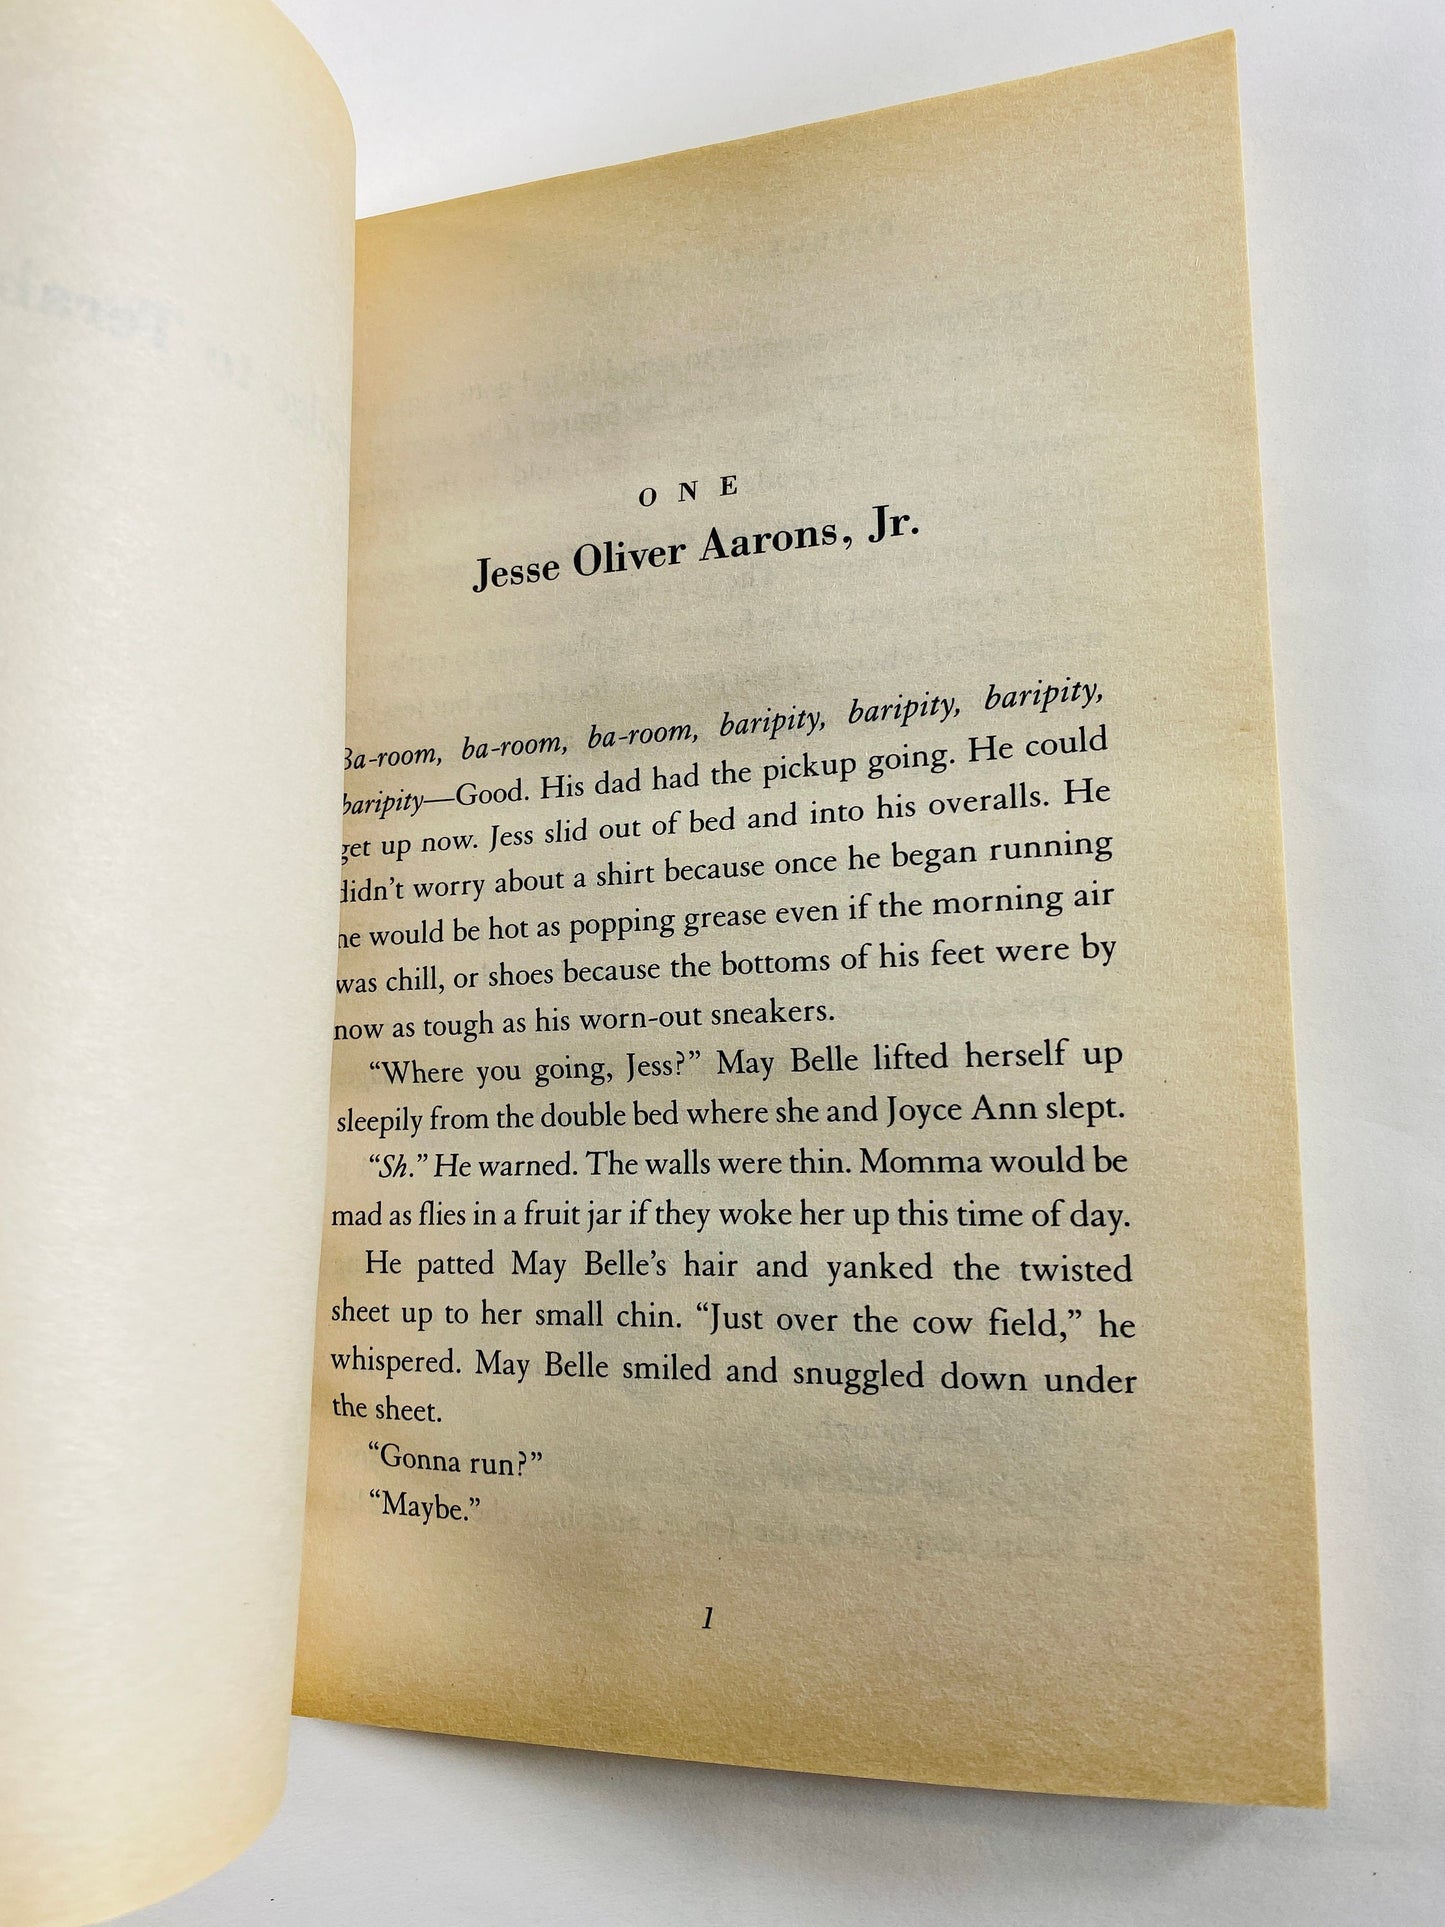 ONE
Jesse Oliver Aarons, Jr.
Ba-room, ba-room, ba-room, baripity, baripity, baripity,
baripity—Good. His dad had the pickup going. He could
get up now. Jess slid out of bed and into his overalls. He
didn’t worry about a shirt because once he began running
he would be hot as popping grease even if the morning air
was chill, or shoes because the bottoms of his feet were by
now as tough as his worn-out sneakers.
“Where you going, Jess?” May Belle lifted herself up
sleepily from the double bed where she and Joyce Ann slept.
“Sh.” He warned. The walls were thin. Momma would be
mad as flies in a fruit jar if they woke her up this time of day.
He patted May Belle’s hair and yanked the twisted
sheet up to her small chin. “Just over the cow field,” he
whispered. May Belle smiled and snuggled down under
the sheet.
“Gonna run?”
“Maybe.”
1